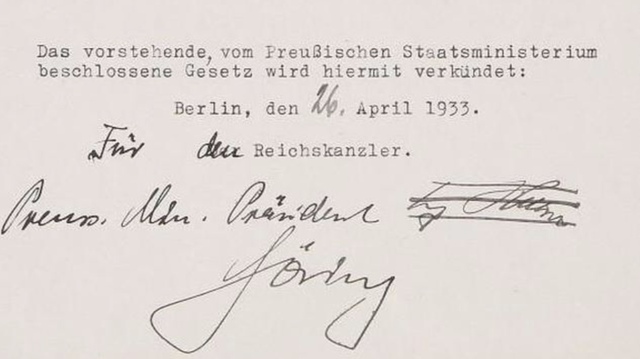 Das vorstehende, vom Preußischen Staatsministerium
beschlossene Gesetz wird hiermit verkündet:
Berlin, den 26. April 1933.
Für den Reichskanzler.
Preuss. Min. Präsident
Göring